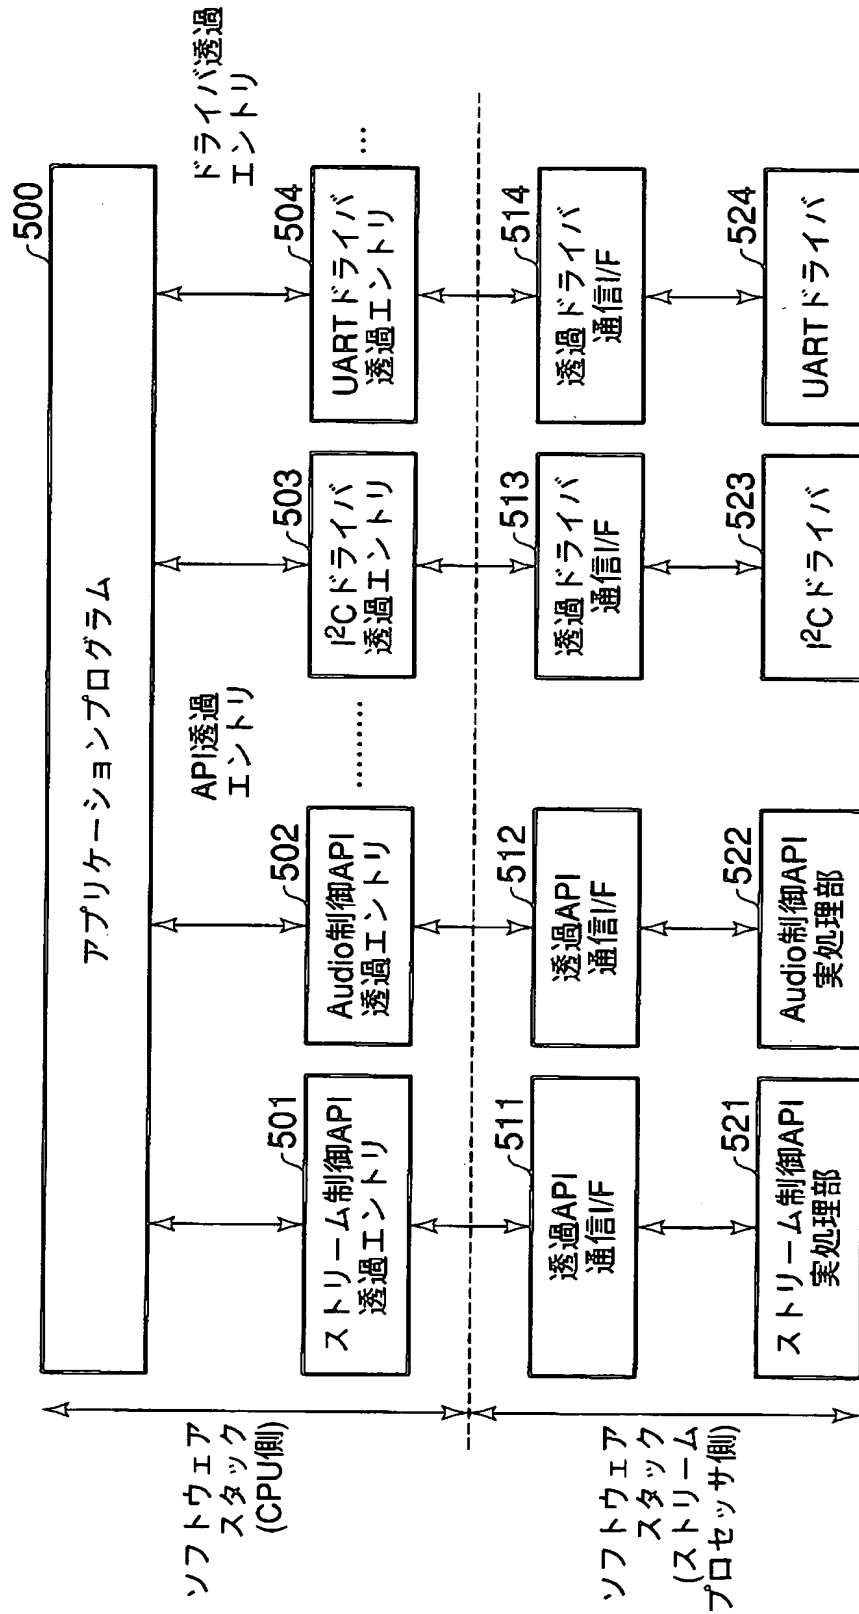 500
アプリケーションプログラム
API透過
エントリ
ドライバ透過
エントリ
ソフトウェア
スタック
(CPU側)
501
ストリーム制御API
透過エントリ
502
Audio制御API
透過エントリ
………
503
I²Cドライバ
透過エントリ
504
UARTドライバ
透過エントリ
…
ソフトウェア
スタック
(ストリーム
プロセッサ側)
511
透過API
通信I/F
512
透過API
通信I/F
513
透過ドライバ
通信I/F
514
透過ドライバ
通信I/F
521
ストリーム制御API
実処理部
522
Audio制御API
実処理部
523
I²Cドライバ
524
UARTドライバ